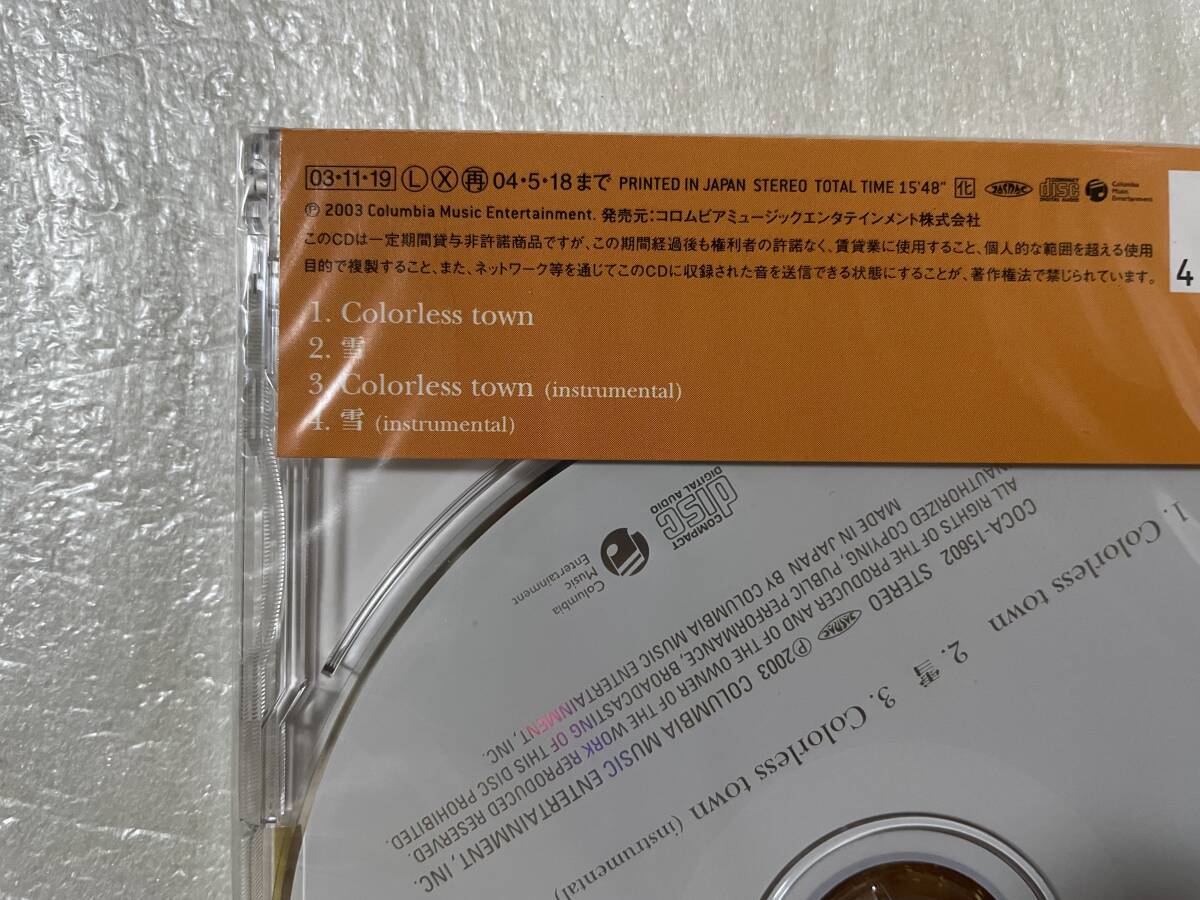 03・11・19 Ⓛ Ⓧ 再 04・5・18まで PRINTED IN JAPAN STEREO TOTAL TIME 15'48" 化 JASRAC COMPACT disc DIGITAL AUDIO Columbia Music Entertainment
Ⓟ 2003 Columbia Music Entertainment. 発売元:コロムビアミュージックエンタテインメント株式会社
このCDは一定期間貸与非許諾商品ですが、この期間経過後も権利者の許諾なく、賃貸業に使用すること、個人的な範囲を超える使用
目的で複製すること、また、ネットワーク等を通じてこのCDに収録された音を送信できる状態にすることが、著作権法で禁じられています。
4
1. Colorless town
2. 雪
3. Colorless town (instrumental)
4. 雪 (instrumental)
COMPACT
disc
DIGITAL AUDIO
Columbia
Music
Entertainment
1. Colorless town 2. 雪 3. Colorless town (instrumental)
COCA-15602 STEREO JASRAC Ⓟ2003 COLUMBIA MUSIC ENTERTAINMENT, INC.
ALL RIGHTS OF THE PRODUCER AND OF THE OWNER OF THE WORK REPRODUCED RESERVED.
UNAUTHORIZED COPYING, PUBLIC PERFORMANCE, BROADCASTING OF THIS DISC PROHIBITED.
MADE IN JAPAN BY COLUMBIA MUSIC ENTERTAINMENT, INC.